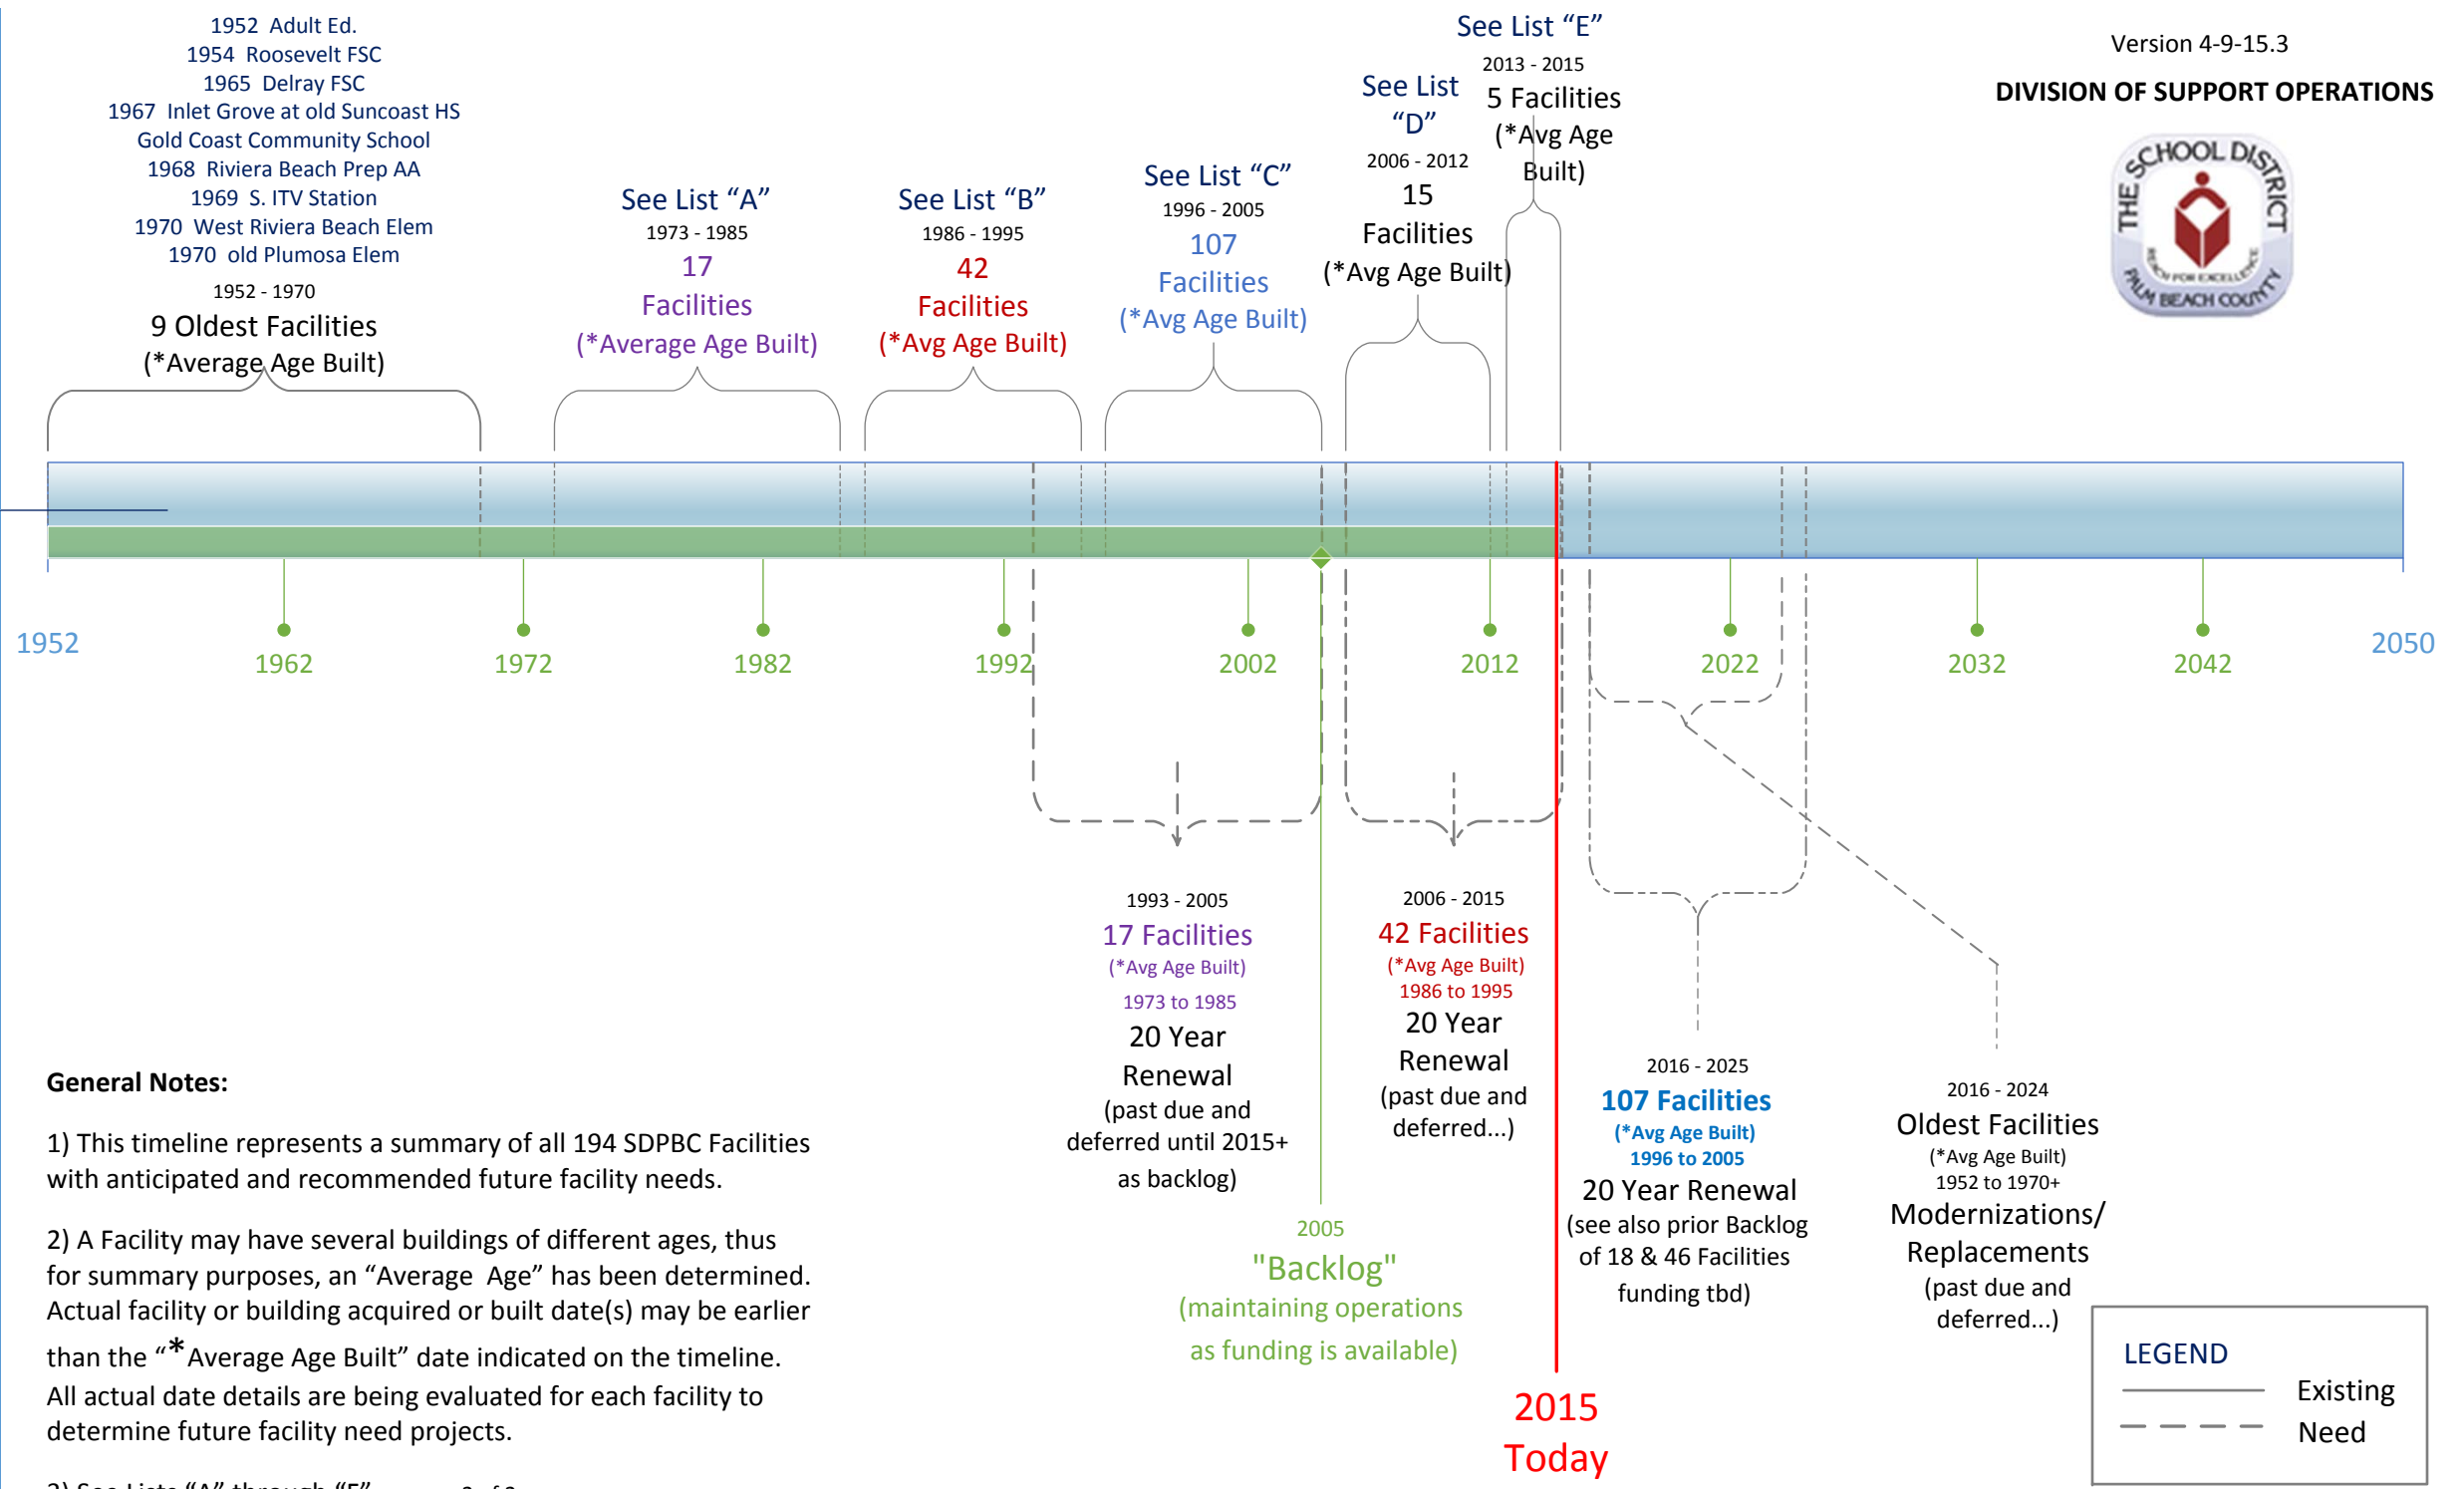 1952 Adult Ed.
1954 Roosevelt FSC
1965 Delray FSC
1967 Inlet Grove at old Suncoast HS
Gold Coast Community School
1968 Riviera Beach Prep AA
1969 S. ITV Station
1970 West Riviera Beach Elem
1970 old Plumosa Elem
1952 - 1970
9 Oldest Facilities
(*Average Age Built)
See List “A”
1973 - 1985
17
Facilities
(*Average Age Built)
See List “B”
1986 - 1995
42
Facilities
(*Avg Age Built)
See List “C”
1996 - 2005
107
Facilities
(*Avg Age Built)
See List
“D”
2006 - 2012
15
Facilities
(*Avg Age Built)
See List “E”
2013 - 2015
5 Facilities
(*Avg Age
Built)
Version 4-9-15.3
DIVISION OF SUPPORT OPERATIONS
THE SCHOOL DISTRICT
REACH FOR EXCELLENCE
PALM BEACH COUNTY
1952
1962
1972
1982
1992
2002
2012
2022
2032
2042
2050
1993 - 2005
17 Facilities
(*Avg Age Built)
1973 to 1985
20 Year
Renewal
(past due and
deferred until 2015+
as backlog)
2005
"Backlog"
(maintaining operations
as funding is available)
2006 - 2015
42 Facilities
(*Avg Age Built)
1986 to 1995
20 Year
Renewal
(past due and
deferred...)
2015
Today
2016 - 2025
107 Facilities
(*Avg Age Built)
1996 to 2005
20 Year Renewal
(see also prior Backlog
of 18 & 46 Facilities
funding tbd)
2016 - 2024
Oldest Facilities
(*Avg Age Built)
1952 to 1970+
Modernizations/
Replacements
(past due and
deferred...)
LEGEND
Existing
Need
General Notes:
1) This timeline represents a summary of all 194 SDPBC Facilities
with anticipated and recommended future facility needs.
2) A Facility may have several buildings of different ages, thus
for summary purposes, an “Average Age” has been determined.
Actual facility or building acquired or built date(s) may be earlier
than the “*Average Age Built” date indicated on the timeline.
All actual date details are being evaluated for each facility to
determine future facility need projects.
3) See Lists “A” through “E”